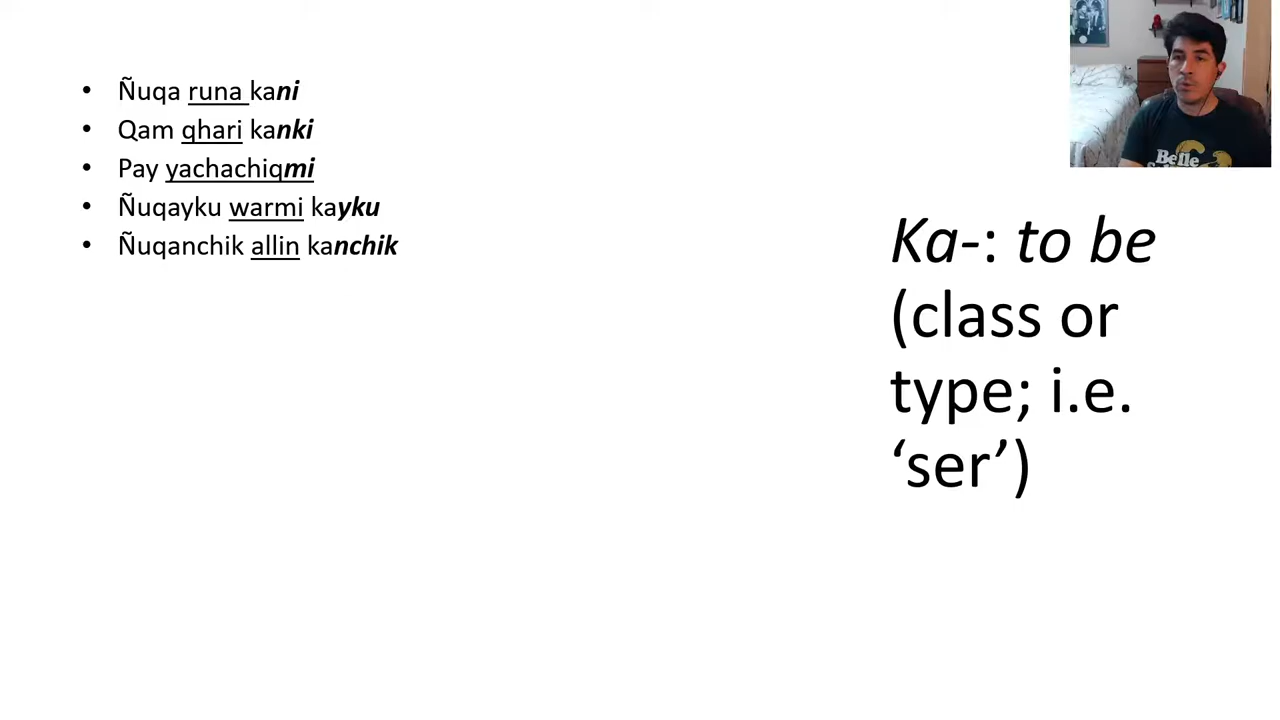 • Ñuqa runa kani
• Qam qhari kanki
• Pay yachachiqmi
• Ñuqayku warmi kayku
• Ñuqanchik allin kanchik
Ka-: to be
(class or
type; i.e.
‘ser’)
Belle